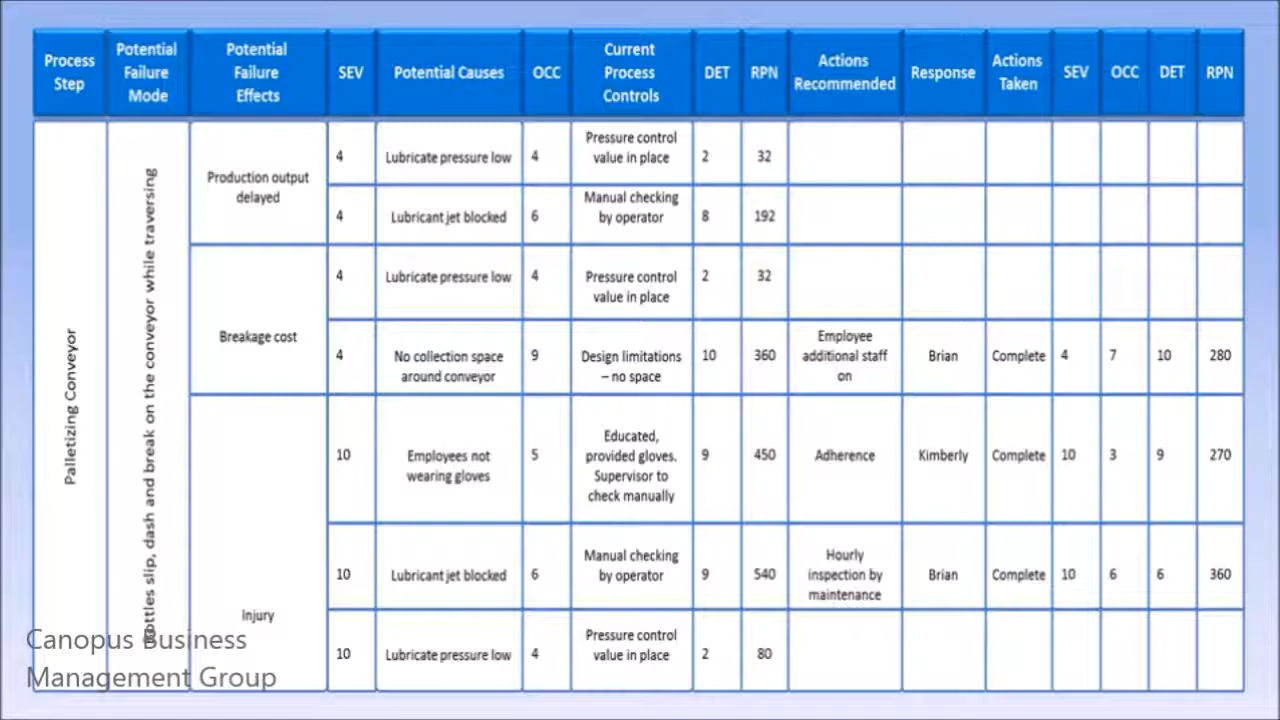 Process Step
Potential Failure Mode
Potential Failure Effects
SEV
Potential Causes
OCC
Current Process Controls
DET
RPN
Actions Recommended
Response
Actions Taken
SEV
OCC
DET
RPN
Palletizing Conveyor
Bottles slip, dash and break on the conveyor while traversing
Production output delayed
4
Lubricate pressure low
4
Pressure control value in place
2
32
4
Lubricant jet blocked
6
Manual checking by operator
8
192
Breakage cost
4
Lubricate pressure low
4
Pressure control value in place
2
32
4
No collection space around conveyor
9
Design limitations – no space
10
360
Employee additional staff on
Brian
Complete
4
7
10
280
Injury
10
Employees not wearing gloves
5
Educated, provided gloves. Supervisor to check manually
9
450
Adherence
Kimberly
Complete
10
3
9
270
10
Lubricant jet blocked
6
Manual checking by operator
9
540
Hourly inspection by maintenance
Brian
Complete
10
6
6
360
10
Lubricate pressure low
4
Pressure control value in place
2
80
Canopus Business
Management Group